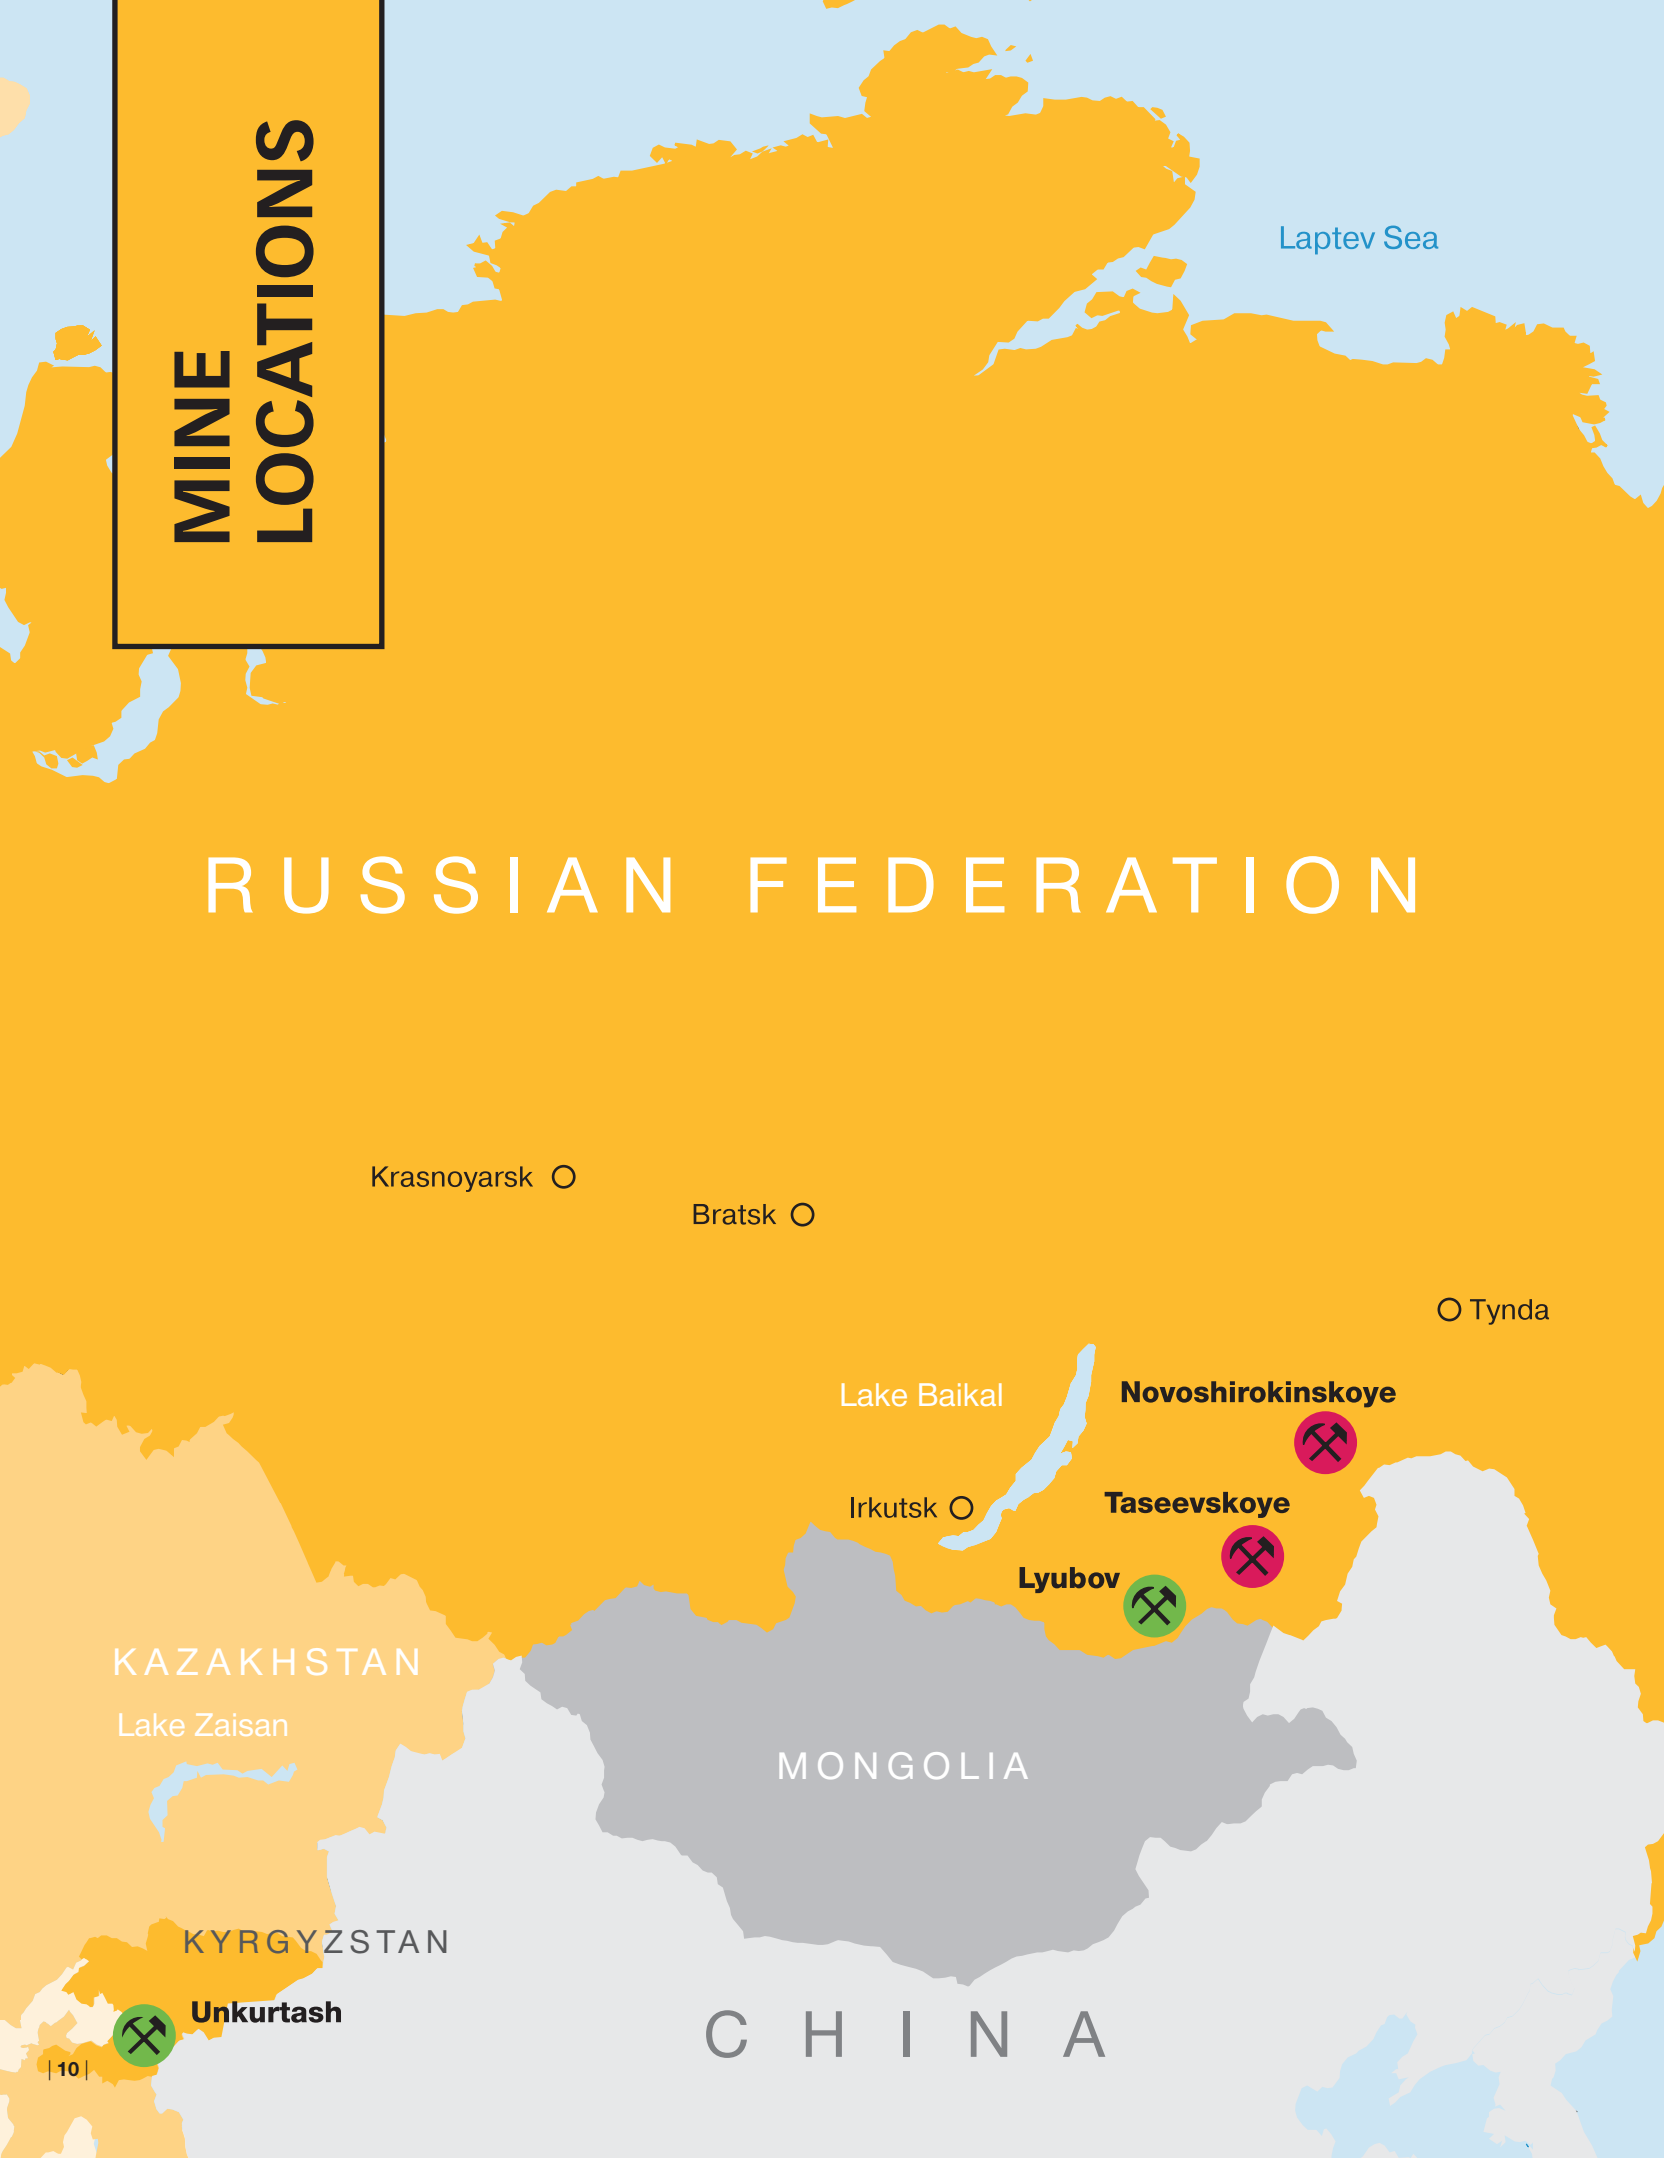 MINE
LOCATIONS
Laptev Sea
RUSSIAN FEDERATION
Krasnoyarsk
Bratsk
Tynda
Lake Baikal
Novoshirokinskoye
Irkutsk
Taseevskoye
Lyubov
KAZAKHSTAN
Lake Zaisan
MONGOLIA
KYRGYZSTAN
Unkurtash
CHINA
| 10 |